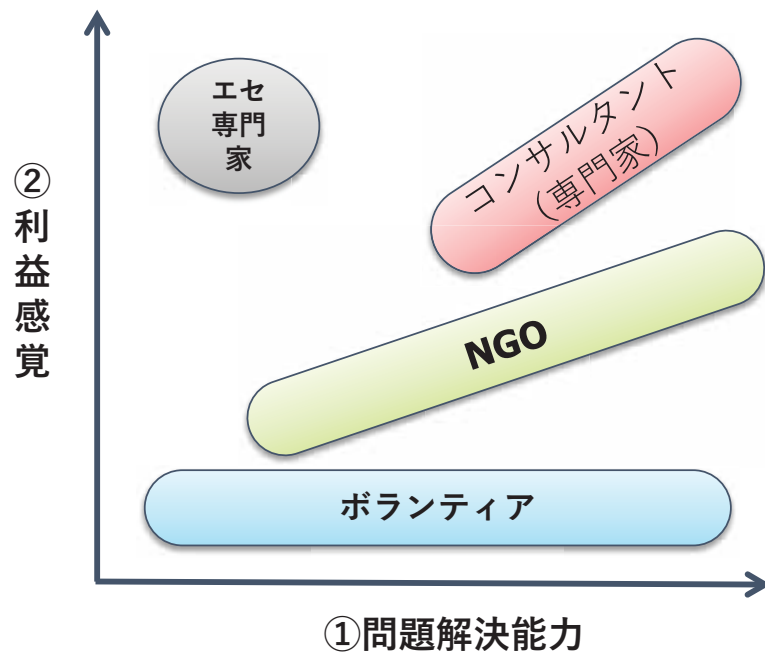 エセ
専門
家
コンサルタント
（専門家）
②利益感覚
NGO
ボランティア
①問題解決能力